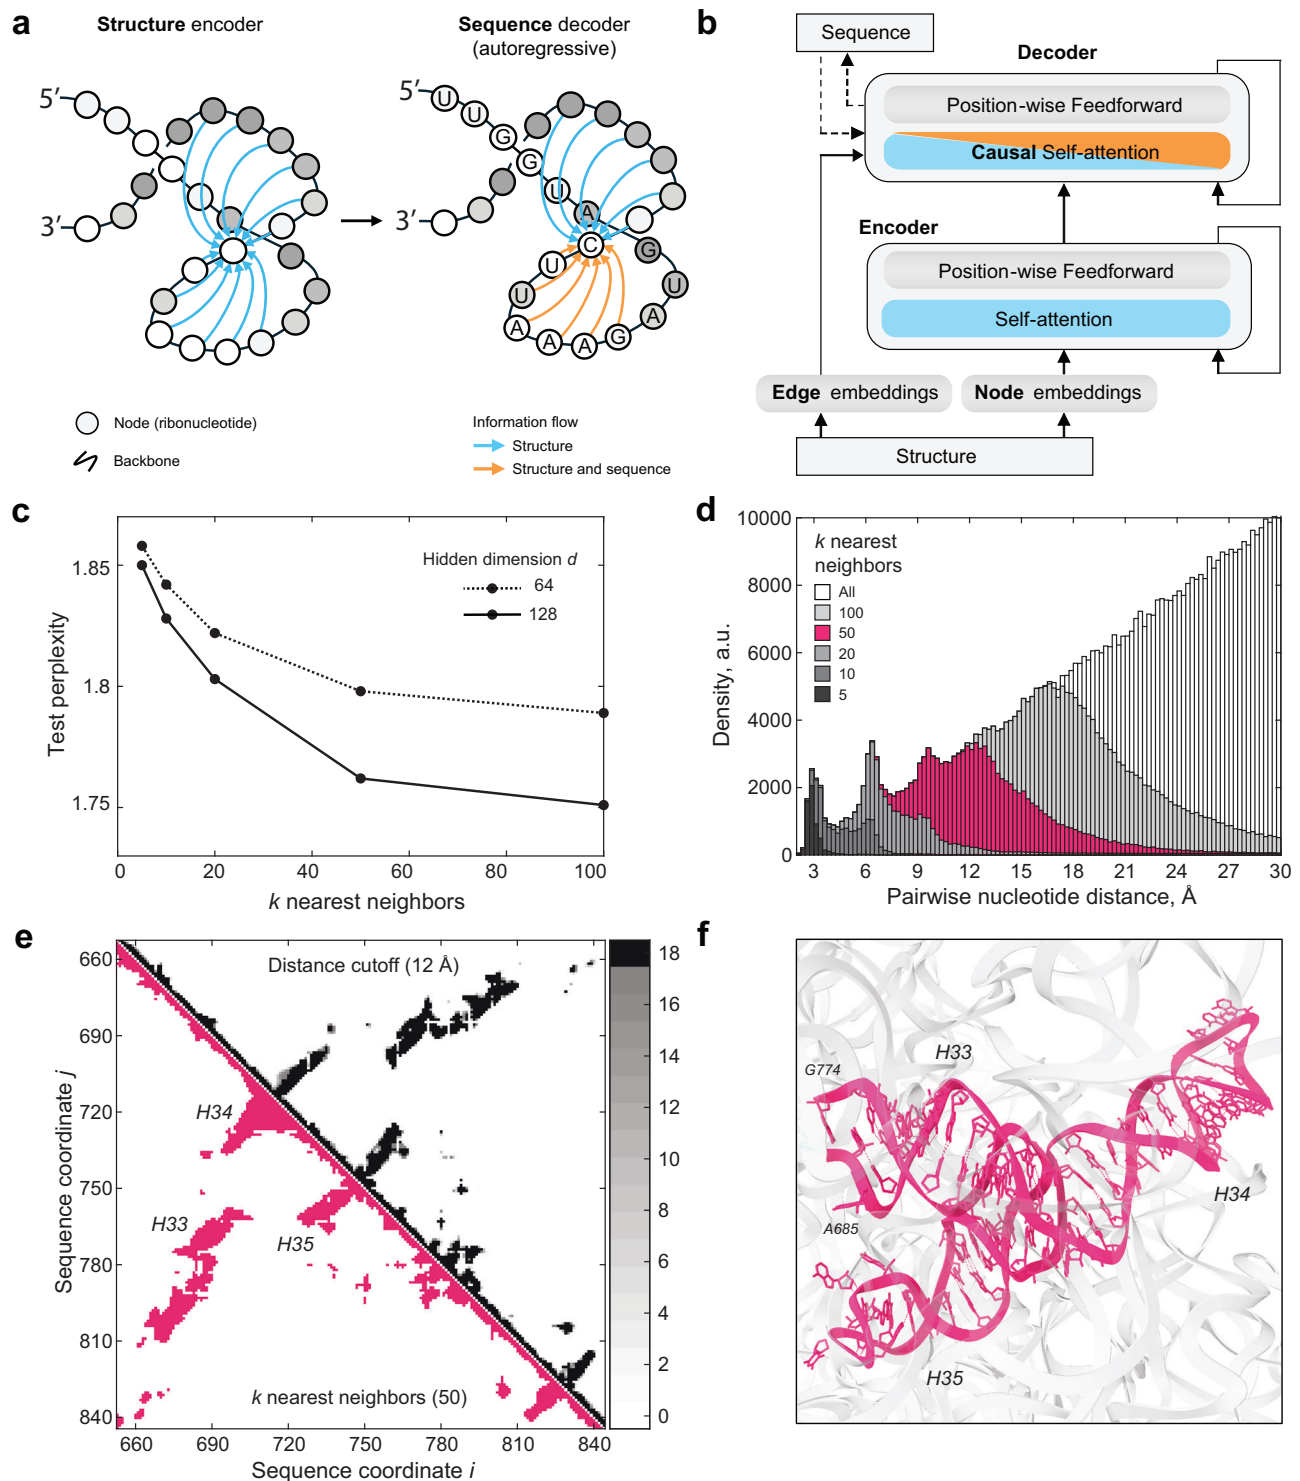 a
Structure encoder
Sequence decoder
(autoregressive)
5′
3′
5′
3′
U
U
G
G
U
A
C
G
U
A
G
A
A
A
U
U
Node (ribonucleotide)
Backbone
Information flow
Structure
Structure and sequence
b
Sequence
Decoder
Position-wise Feedforward
Causal Self-attention
Encoder
Position-wise Feedforward
Self-attention
Edge embeddings
Node embeddings
Structure
c
Hidden dimension d
64
128
1.85
1.8
1.75
Test perplexity
0 20 40 60 80 100
k nearest neighbors
d
k nearest
neighbors
All
100
50
20
10
5
10000
8000
6000
4000
2000
0
Density, a.u.
3 6 9 12 15 18 21 24 27 30
Pairwise nucleotide distance, Å
e
Distance cutoff (12 Å)
H34
H33
H35
k nearest neighbors (50)
660
690
720
750
780
810
840
Sequence coordinate j
660 690 720 750 780 810 840
Sequence coordinate i
18
16
14
12
10
8
6
4
2
0
f
H33
G774
H34
A685
H35